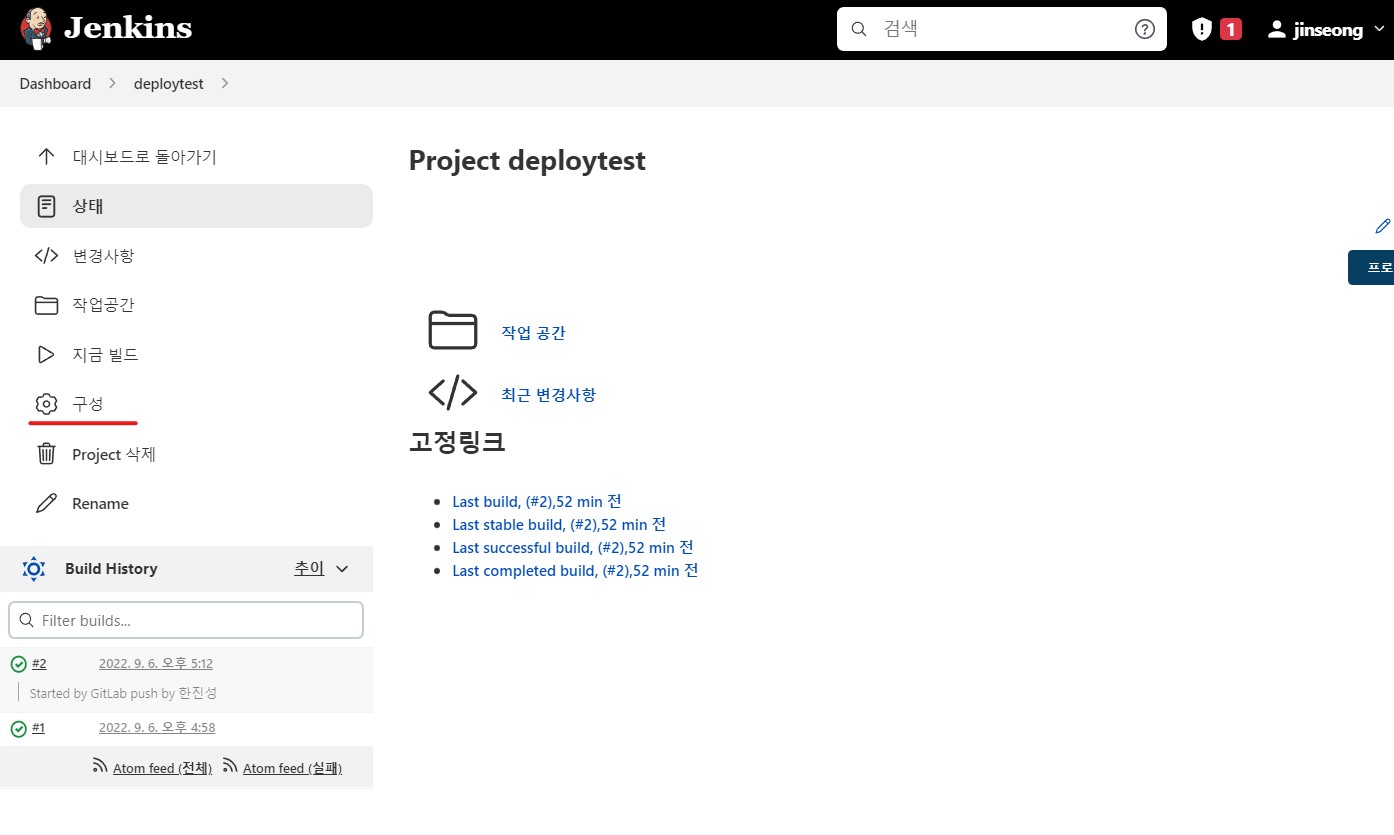 Jenkins
검색
1
jinseong
Dashboard
deploytest
대시보드로 돌아가기
상태
변경사항
작업공간
지금 빌드
구성
Project 삭제
Rename
Build History
추이
Filter builds...
#2
2022. 9. 6. 오후 5:12
Started by GitLab push by 한진성
#1
2022. 9. 6. 오후 4:58
Atom feed (전체)
Atom feed (실패)
Project deploytest
프로
작업 공간
최근 변경사항
고정링크
Last build, (#2),52 min 전
Last stable build, (#2),52 min 전
Last successful build, (#2),52 min 전
Last completed build, (#2),52 min 전